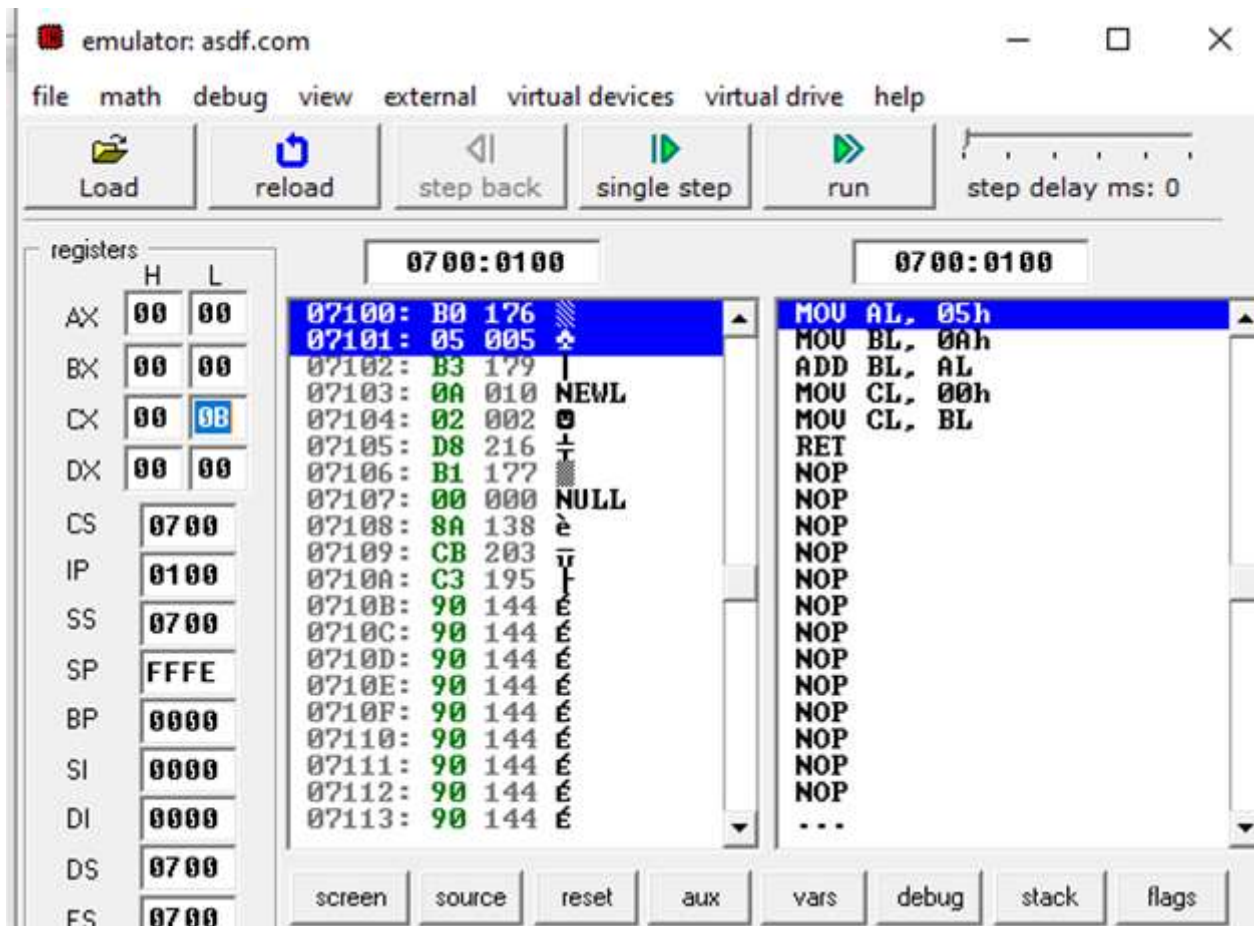 emulator: asdf.com
file math debug view external virtual devices virtual drive help
Load reload step back single step run step delay ms: 0
registers
H L
0700:0100 0700:0100
AX 00 00
BX 00 00
CX 00 0B
DX 00 00
CS 0700
IP 0100
SS 0700
SP FFFE
BP 0000
SI 0000
DI 0000
DS 0700
ES 0700
07100: B0 176 ▒
07101: 05 005 ♣
07102: B3 179 │
07103: 0A 010 NEWL
07104: 02 002 ☻
07105: D8 216 ╪
07106: B1 177 ▒
07107: 00 000 NULL
07108: 8A 138 è
07109: CB 203 ╦
0710A: C3 195 ├
0710B: 90 144 É
0710C: 90 144 É
0710D: 90 144 É
0710E: 90 144 É
0710F: 90 144 É
07110: 90 144 É
07111: 90 144 É
07112: 90 144 É
07113: 90 144 É
MOV AL, 05h
MOV BL, 0Ah
ADD BL, AL
MOV CL, 00h
MOV CL, BL
RET
NOP
NOP
NOP
NOP
NOP
NOP
NOP
NOP
NOP
NOP
NOP
NOP
NOP
...
screen source reset aux vars debug stack flags